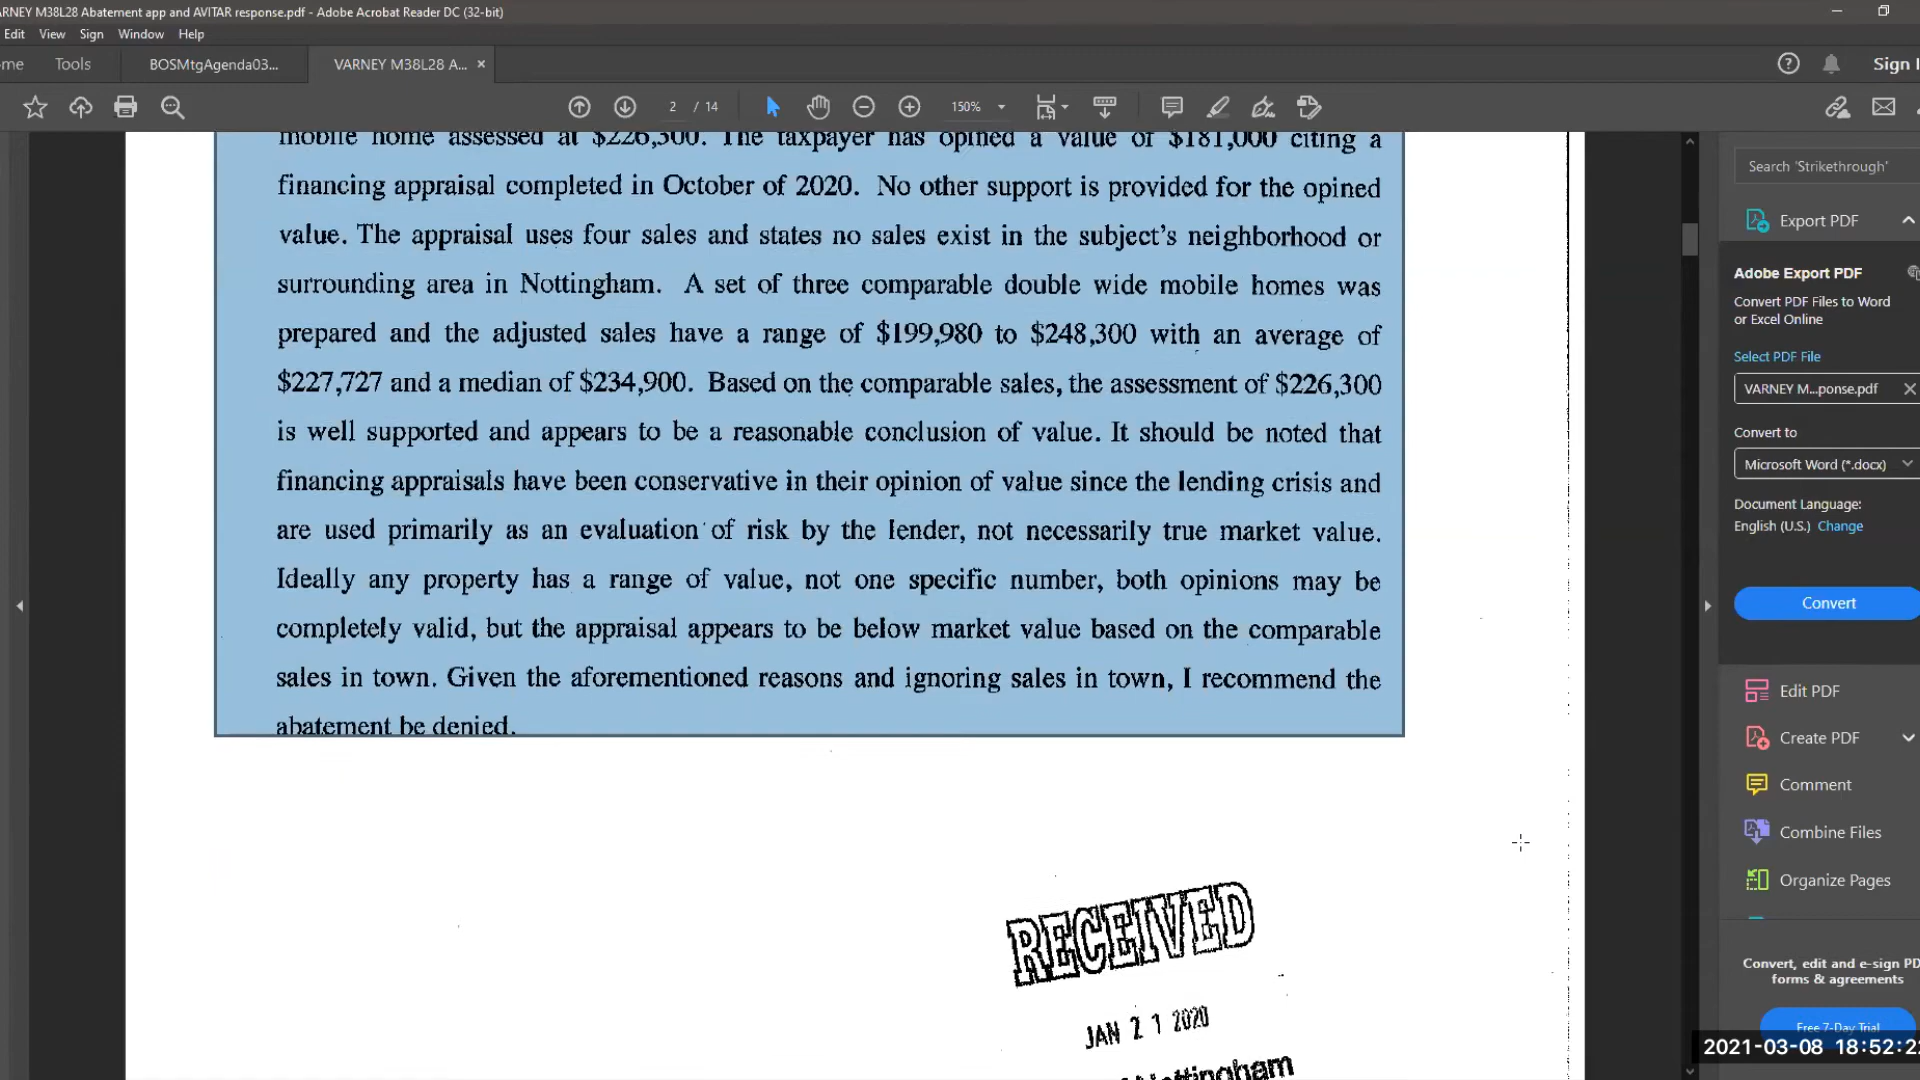 ARNEY M38L28 Abatement app and AVITAR response.pdf - Adobe Acrobat Reader DC (32-bit)
Edit View Sign Window Help
me Tools BOSMtgAgenda03... VARNEY M38L28 A... × Sign I
2 / 14 150%
mobile home assessed at $226,300. The taxpayer has opined a value of $181,000 citing a
financing appraisal completed in October of 2020. No other support is provided for the opined
value. The appraisal uses four sales and states no sales exist in the subject's neighborhood or
surrounding area in Nottingham. A set of three comparable double wide mobile homes was
prepared and the adjusted sales have a range of $199,980 to $248,300 with an average of
$227,727 and a median of $234,900. Based on the comparable sales, the assessment of $226,300
is well supported and appears to be a reasonable conclusion of value. It should be noted that
financing appraisals have been conservative in their opinion of value since the lending crisis and
are used primarily as an evaluation of risk by the lender, not necessarily true market value.
Ideally any property has a range of value, not one specific number, both opinions may be
completely valid, but the appraisal appears to be below market value based on the comparable
sales in town. Given the aforementioned reasons and ignoring sales in town, I recommend the
abatement be denied.
RECEIVED
JAN 21 2020
Nottingham
Search 'Strikethrough'
Export PDF
Adobe Export PDF
Convert PDF Files to Word
or Excel Online
Select PDF File
VARNEY M...ponse.pdf
Convert to
Microsoft Word (*.docx)
Document Language:
English (U.S.) Change
Convert
Edit PDF
Create PDF
Comment
Combine Files
Organize Pages
Convert, edit and e-sign PD
forms & agreements
Free 7-Day Trial
2021-03-08 18:52:2